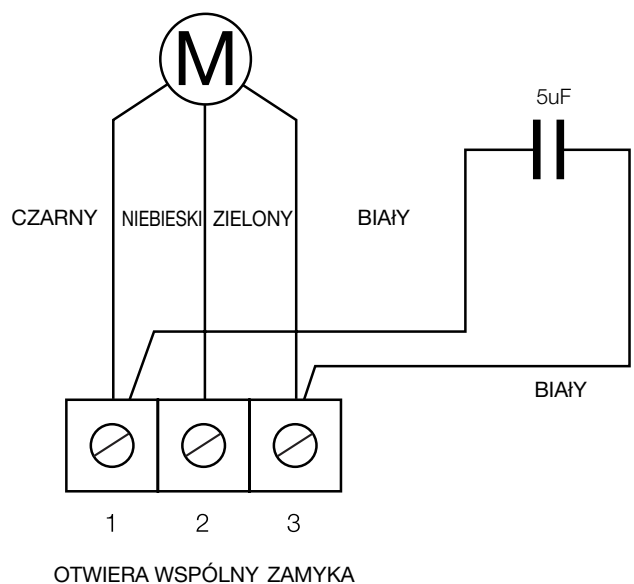 M
5uF
CZARNY NIEBIESKI ZIELONY BIAŁY
BIAŁY
1 2 3
OTWIERA WSPÓLNY ZAMYKA